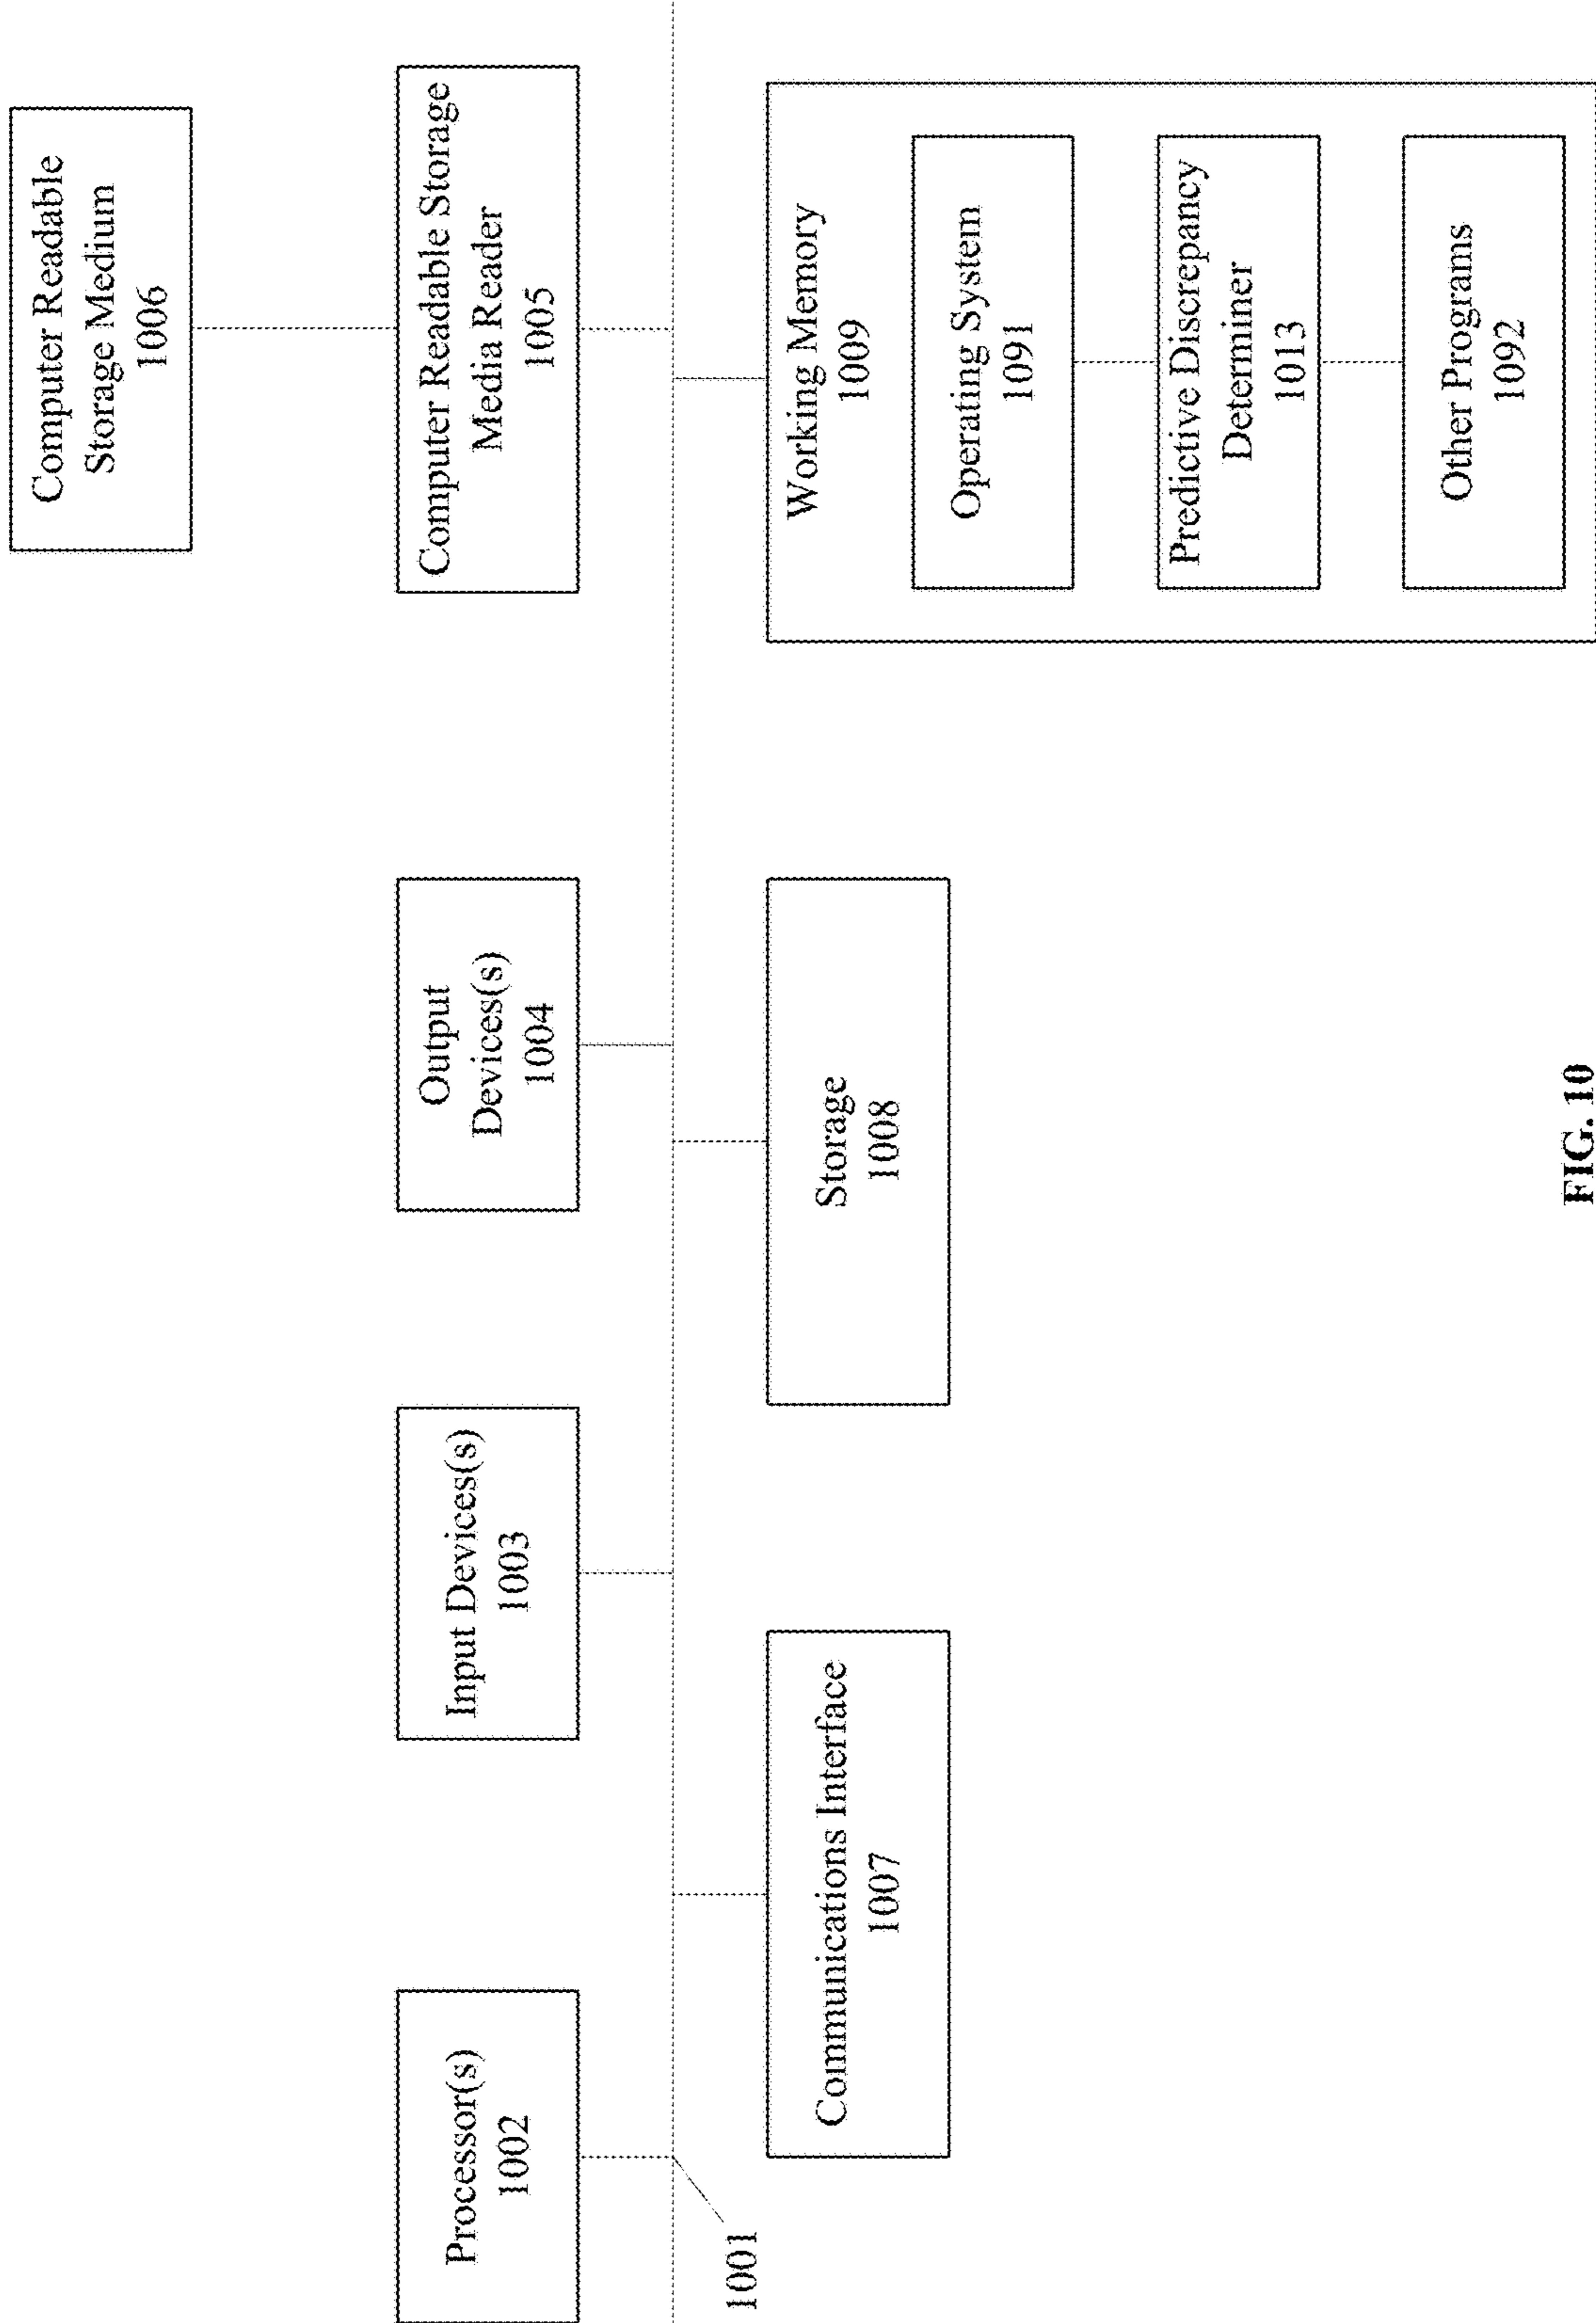 Computer Readable
Storage Medium
1006
Processor(s)
1002
Input Devices(s)
1003
Output
Devices(s)
1004
Computer Readable Storage
Media Reader
1005
1001
Communications Interface
1007
Storage
1008
Working Memory
1009
Operating System
1091
Predictive Discrepancy
Determiner
1013
Other Programs
1092
FIG. 10